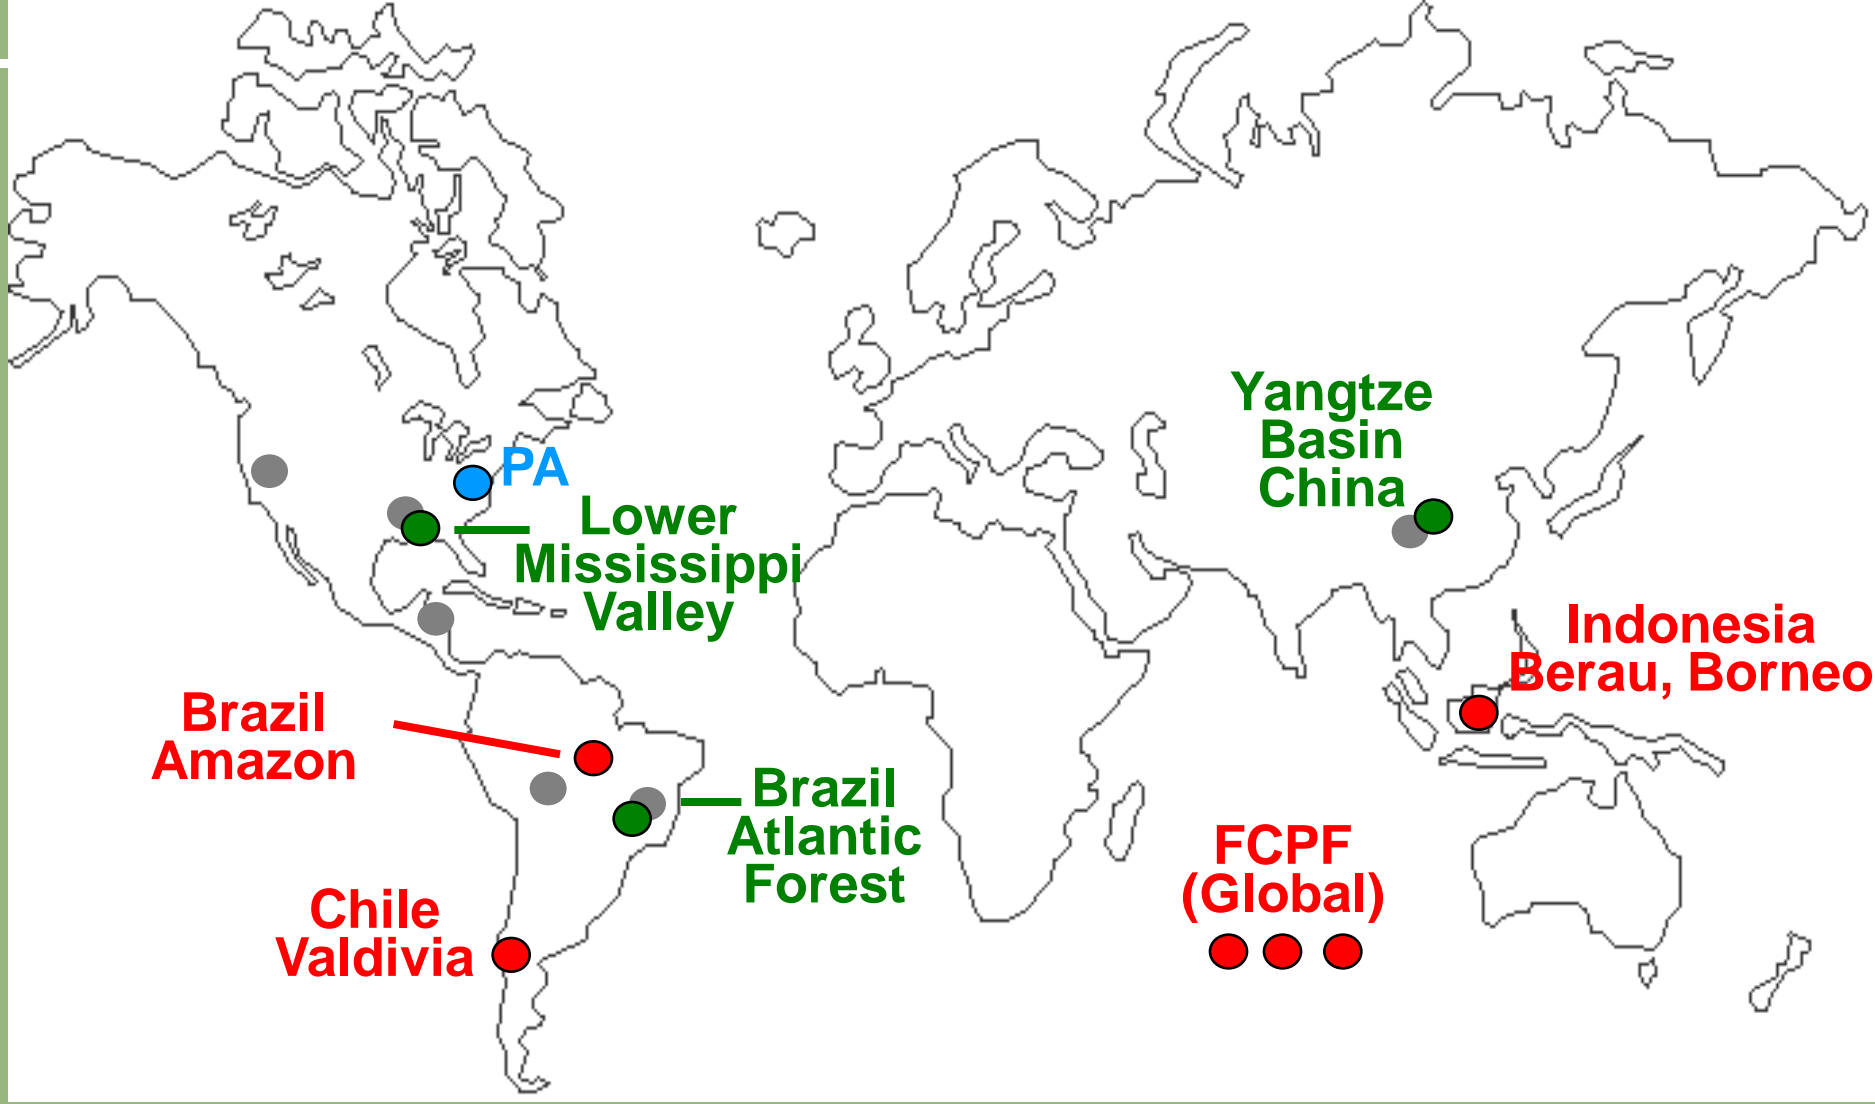 Yangtze
Basin
China
PA
Lower
Mississippi
Valley
Indonesia
Berau, Borneo
Brazil
Amazon
Brazil
Atlantic
Forest
FCPF
(Global)
Chile
Valdivia